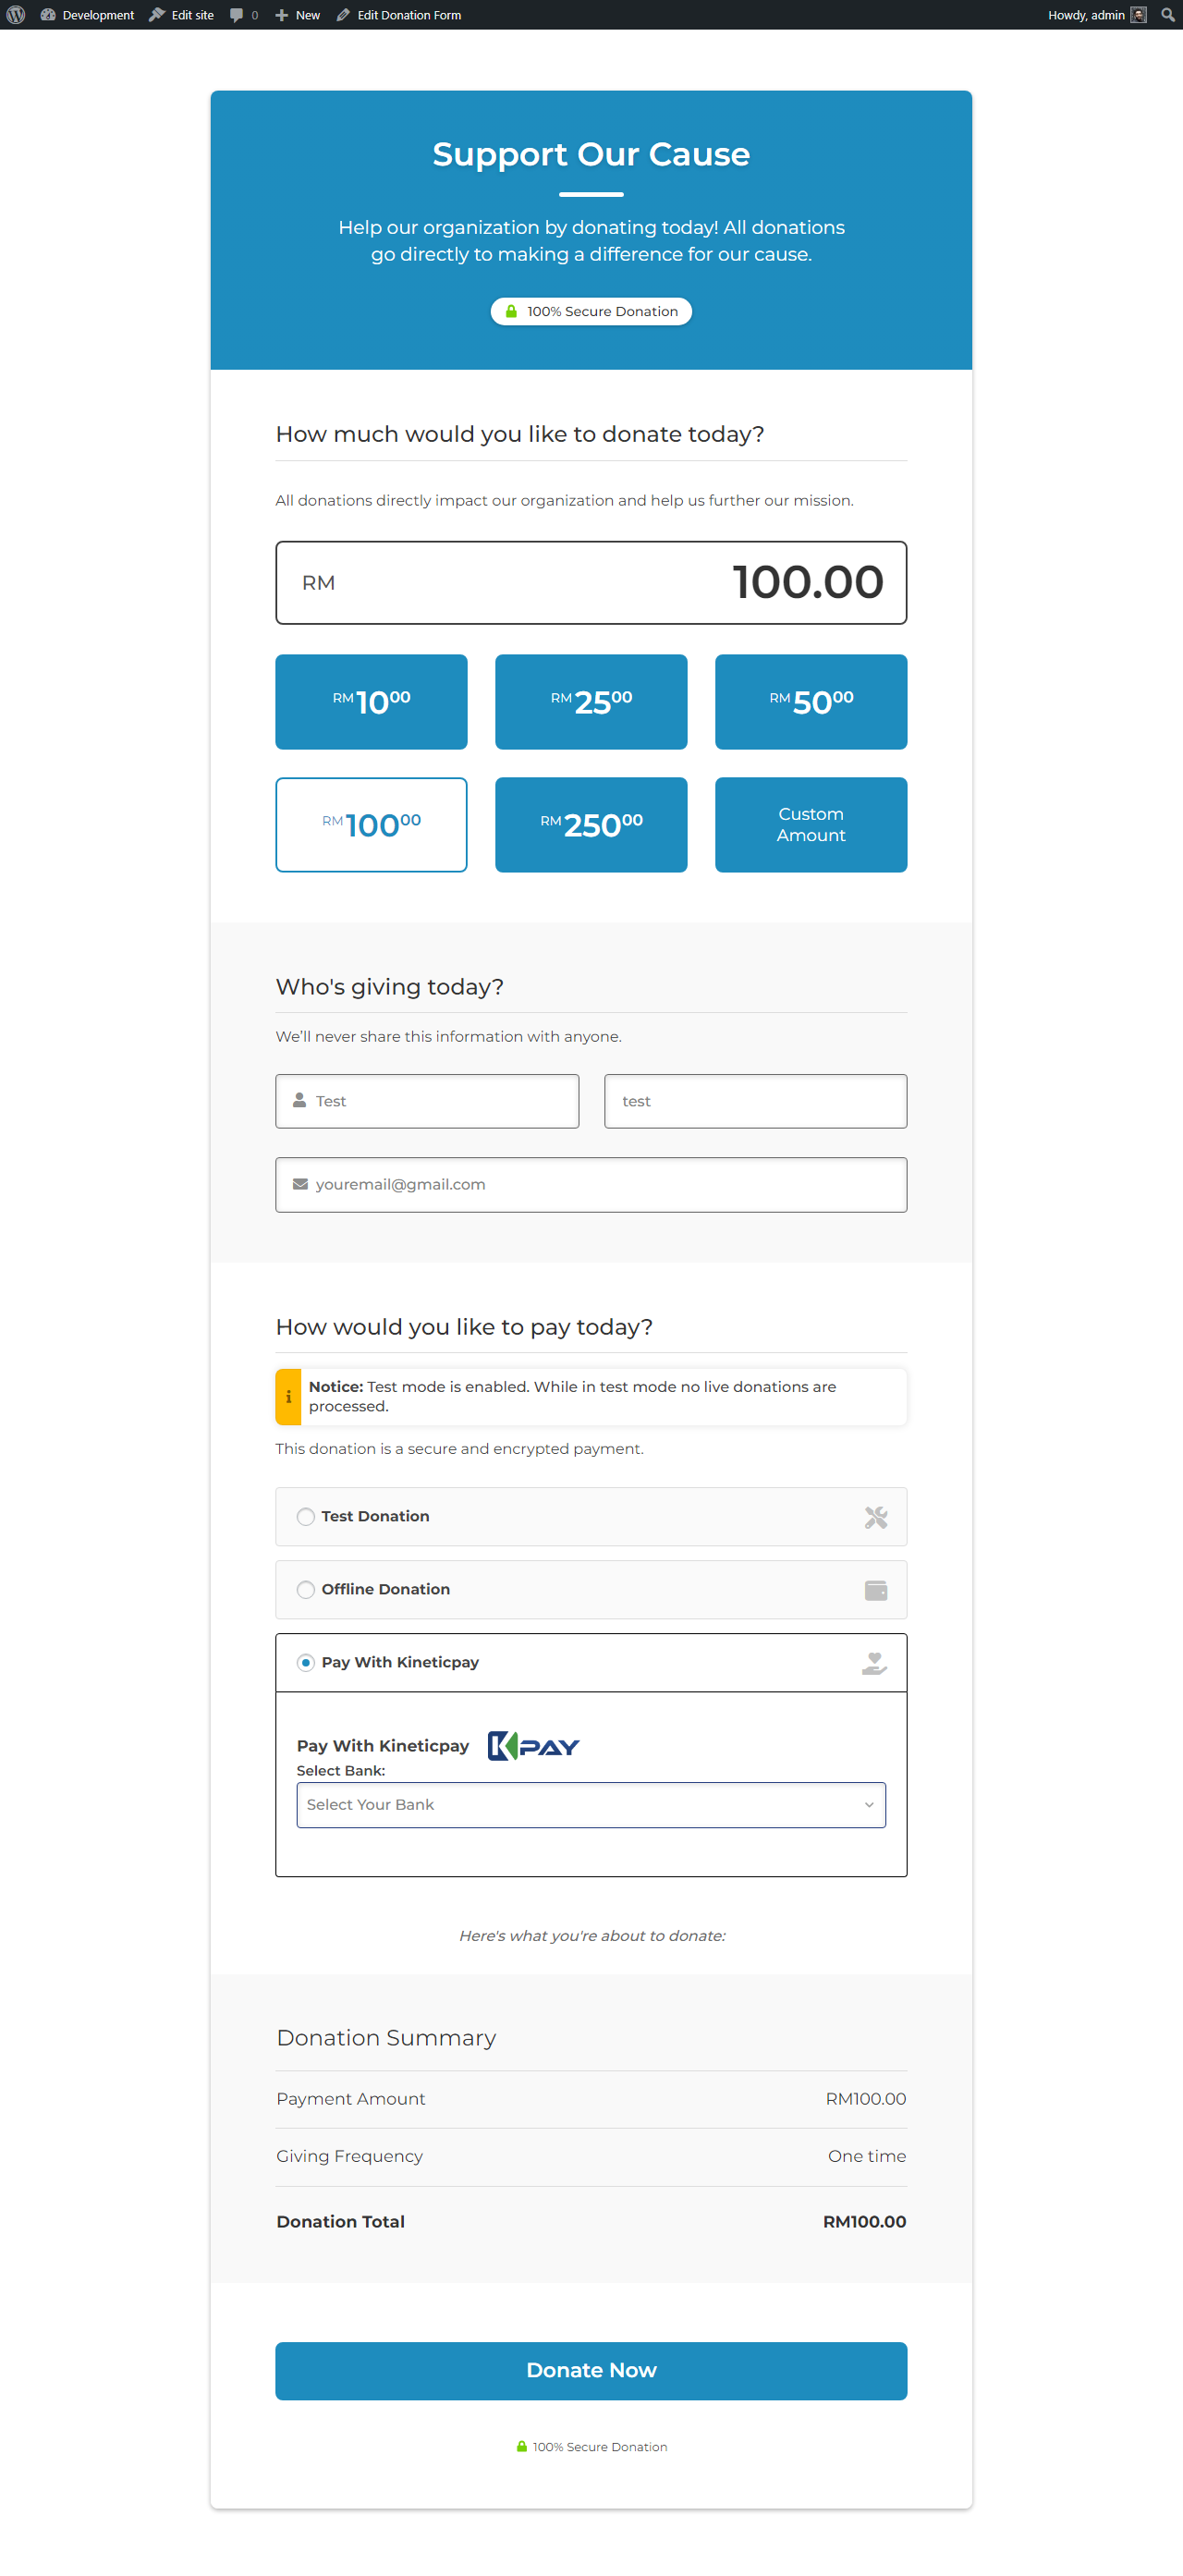 Development Edit site 0 New Edit Donation Form Howdy, admin
Support Our Cause
Help our organization by donating today! All donations
go directly to making a difference for our cause.
100% Secure Donation
How much would you like to donate today?
All donations directly impact our organization and help us further our mission.
RM 100.00
RM 10 00 RM 25 00 RM 50 00
RM 100 00 RM 250 00 Custom
Amount
Who's giving today?
We’ll never share this information with anyone.
Test test
youremail@gmail.com
How would you like to pay today?
Notice: Test mode is enabled. While in test mode no live donations are
processed.
This donation is a secure and encrypted payment.
Test Donation
Offline Donation
Pay With Kineticpay
Pay With Kineticpay KPAY
Select Bank:
Select Your Bank
Here's what you're about to donate:
Donation Summary
Payment Amount RM100.00
Giving Frequency One time
Donation Total RM100.00
Donate Now
100% Secure Donation